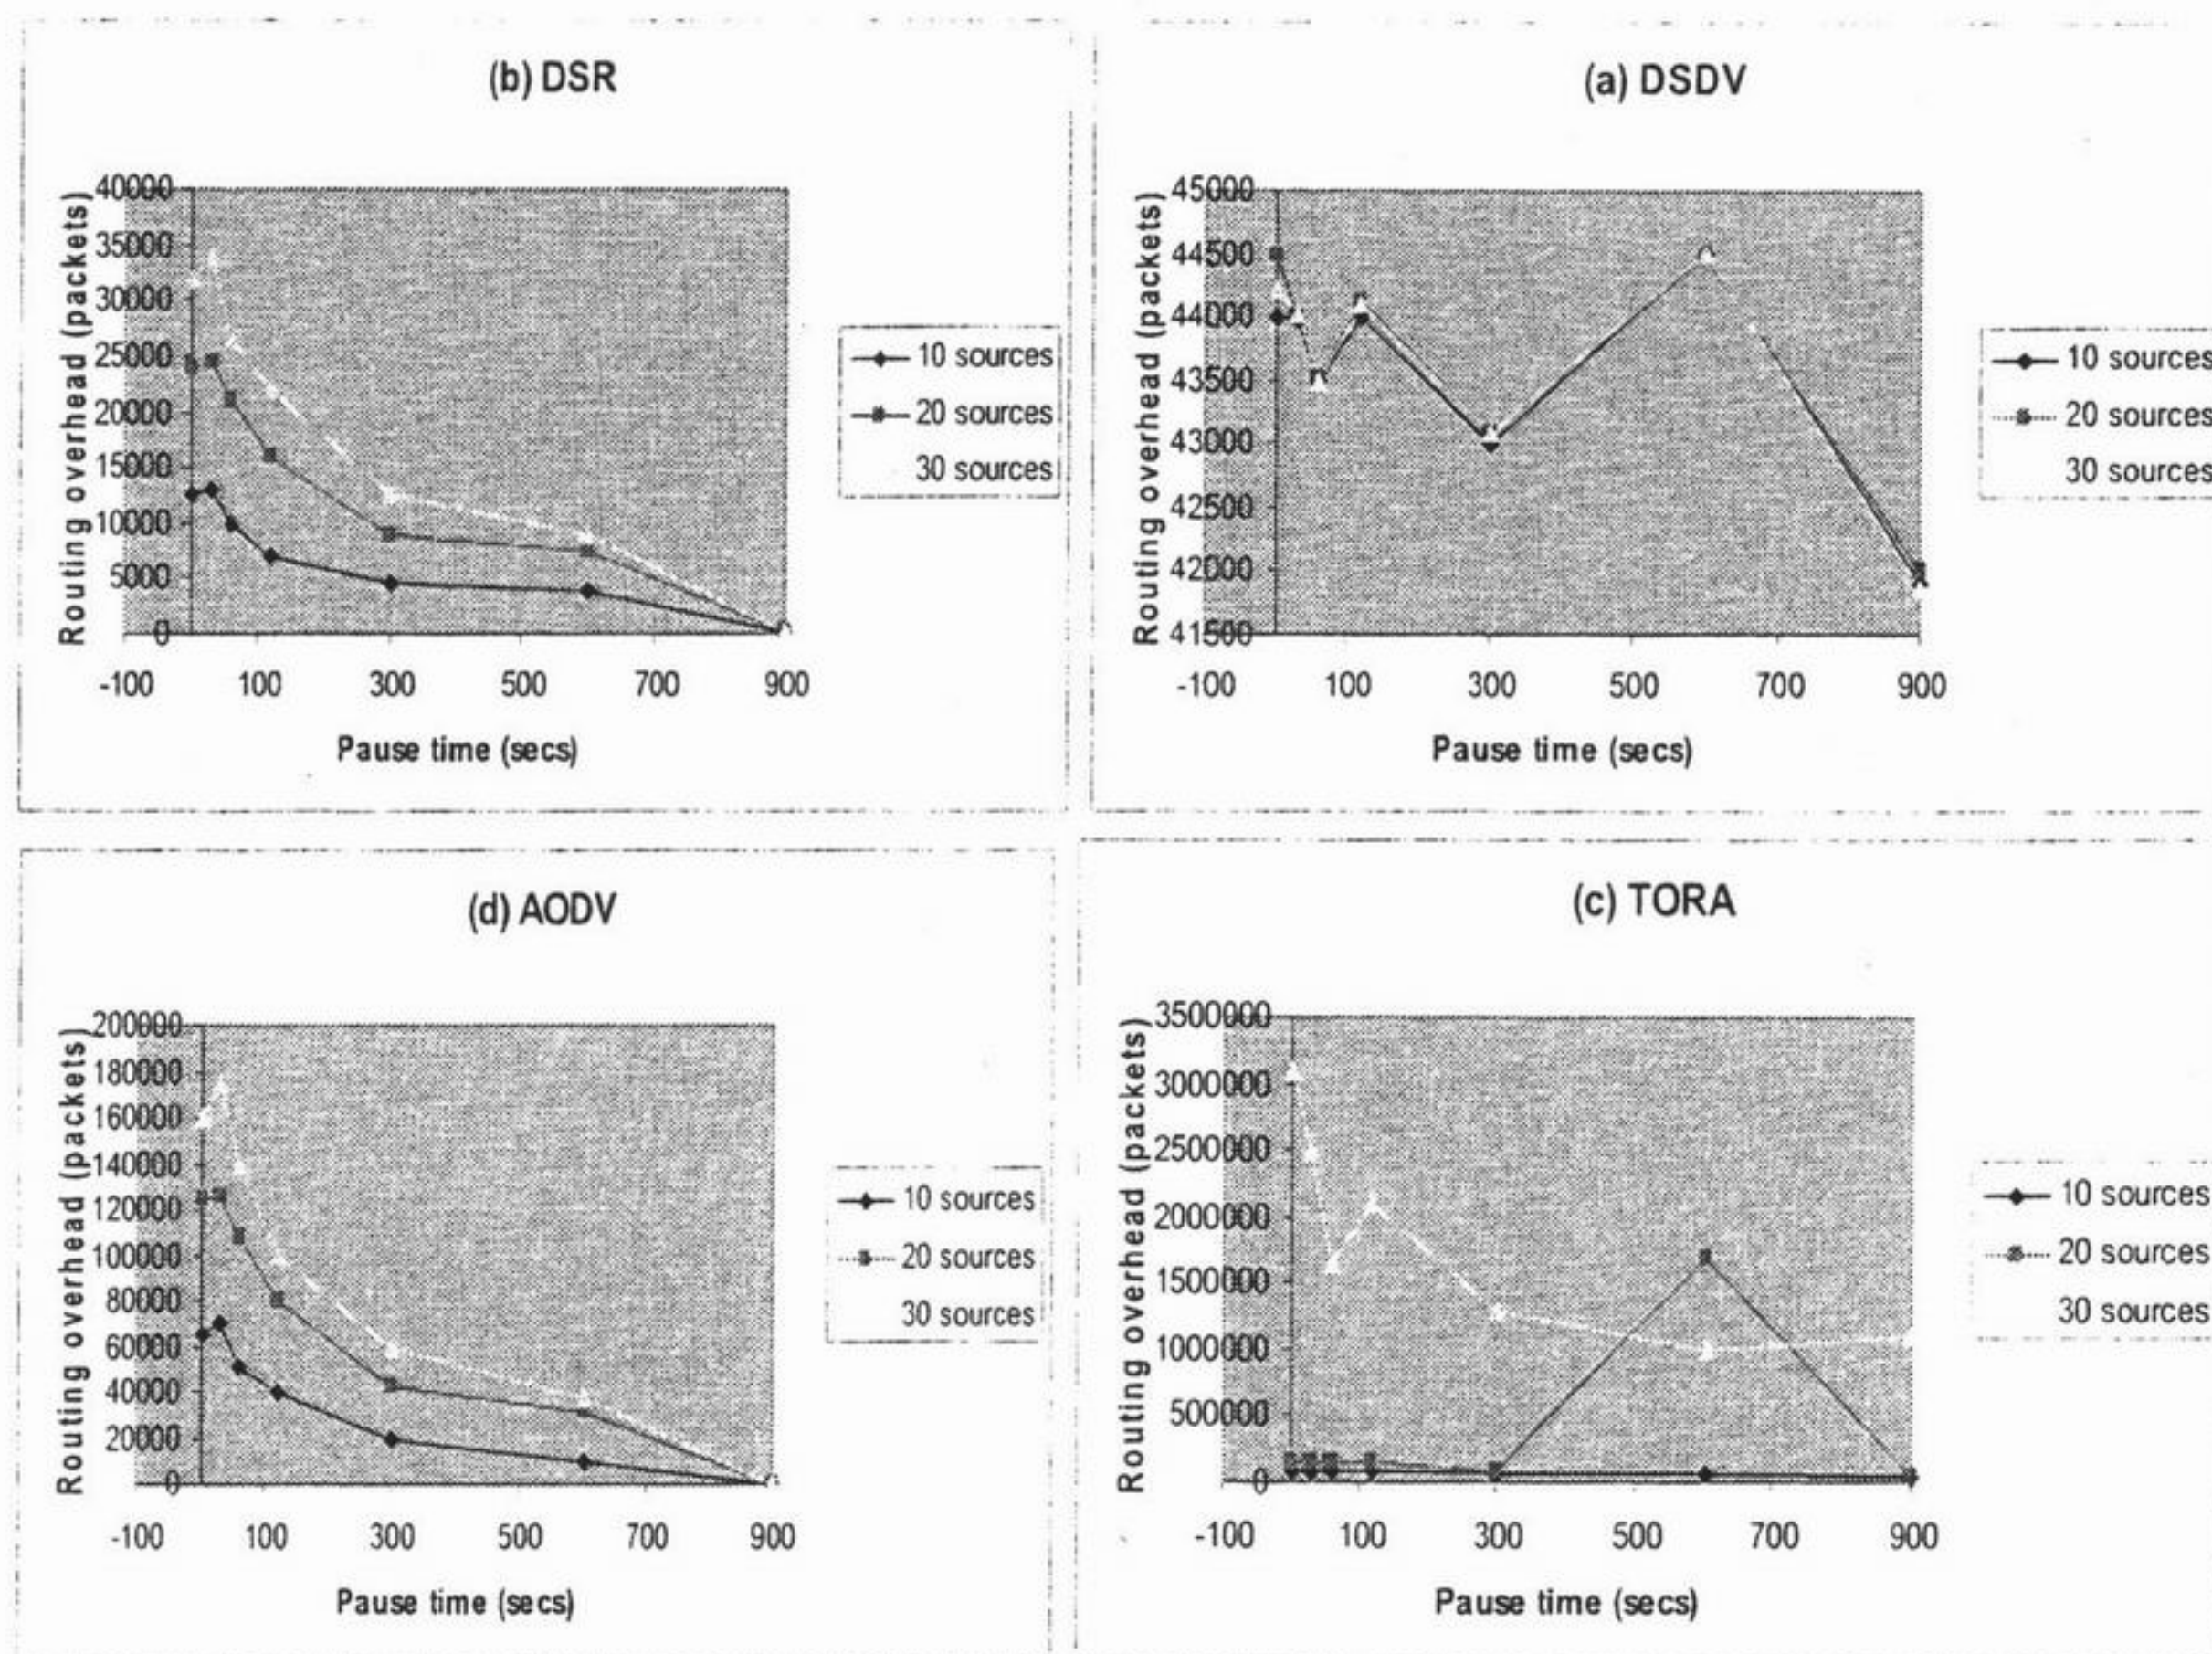 (b) DSR
Routing overhead (packets)
40000
35000
30000
25000
20000
15000
10000
5000
0
-100 100 300 500 700 900
Pause time (secs)
10 sources
20 sources
30 sources
(a) DSDV
Routing overhead (packets)
45000
44500
44000
43500
43000
42500
42000
41500
-100 100 300 500 700 900
Pause time (secs)
10 sources
20 sources
30 sources
(d) AODV
Routing overhead (packets)
200000
180000
160000
140000
120000
100000
80000
60000
40000
20000
0
-100 100 300 500 700 900
Pause time (secs)
10 sources
20 sources
30 sources
(c) TORA
Routing overhead (packets)
3500000
3000000
2500000
2000000
1500000
1000000
500000
0
-100 100 300 500 700 900
Pause time (secs)
10 sources
20 sources
30 sources